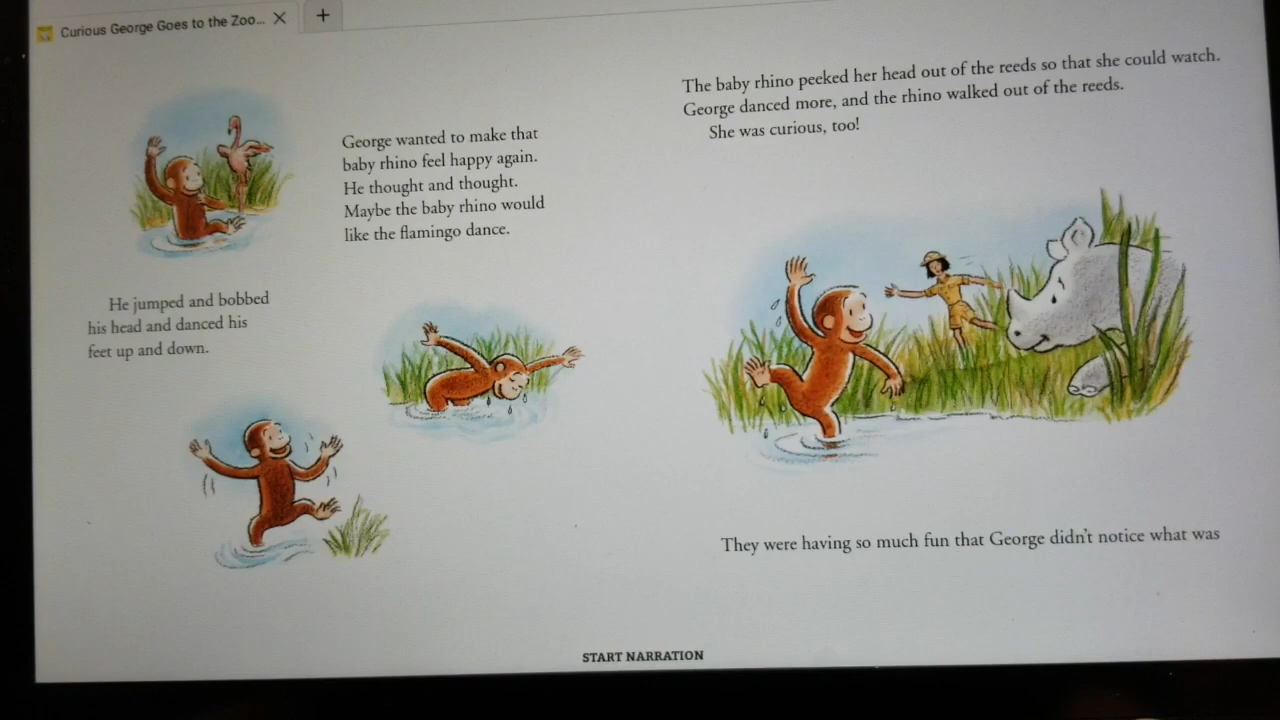 Curious George Goes to the Zoo...
George wanted to make that
baby rhino feel happy again.
He thought and thought.
Maybe the baby rhino would
like the flamingo dance.
He jumped and bobbed
his head and danced his
feet up and down.
The baby rhino peeked her head out of the reeds so that she could watch.
George danced more, and the rhino walked out of the reeds.
She was curious, too!
They were having so much fun that George didn't notice what was
START NARRATION